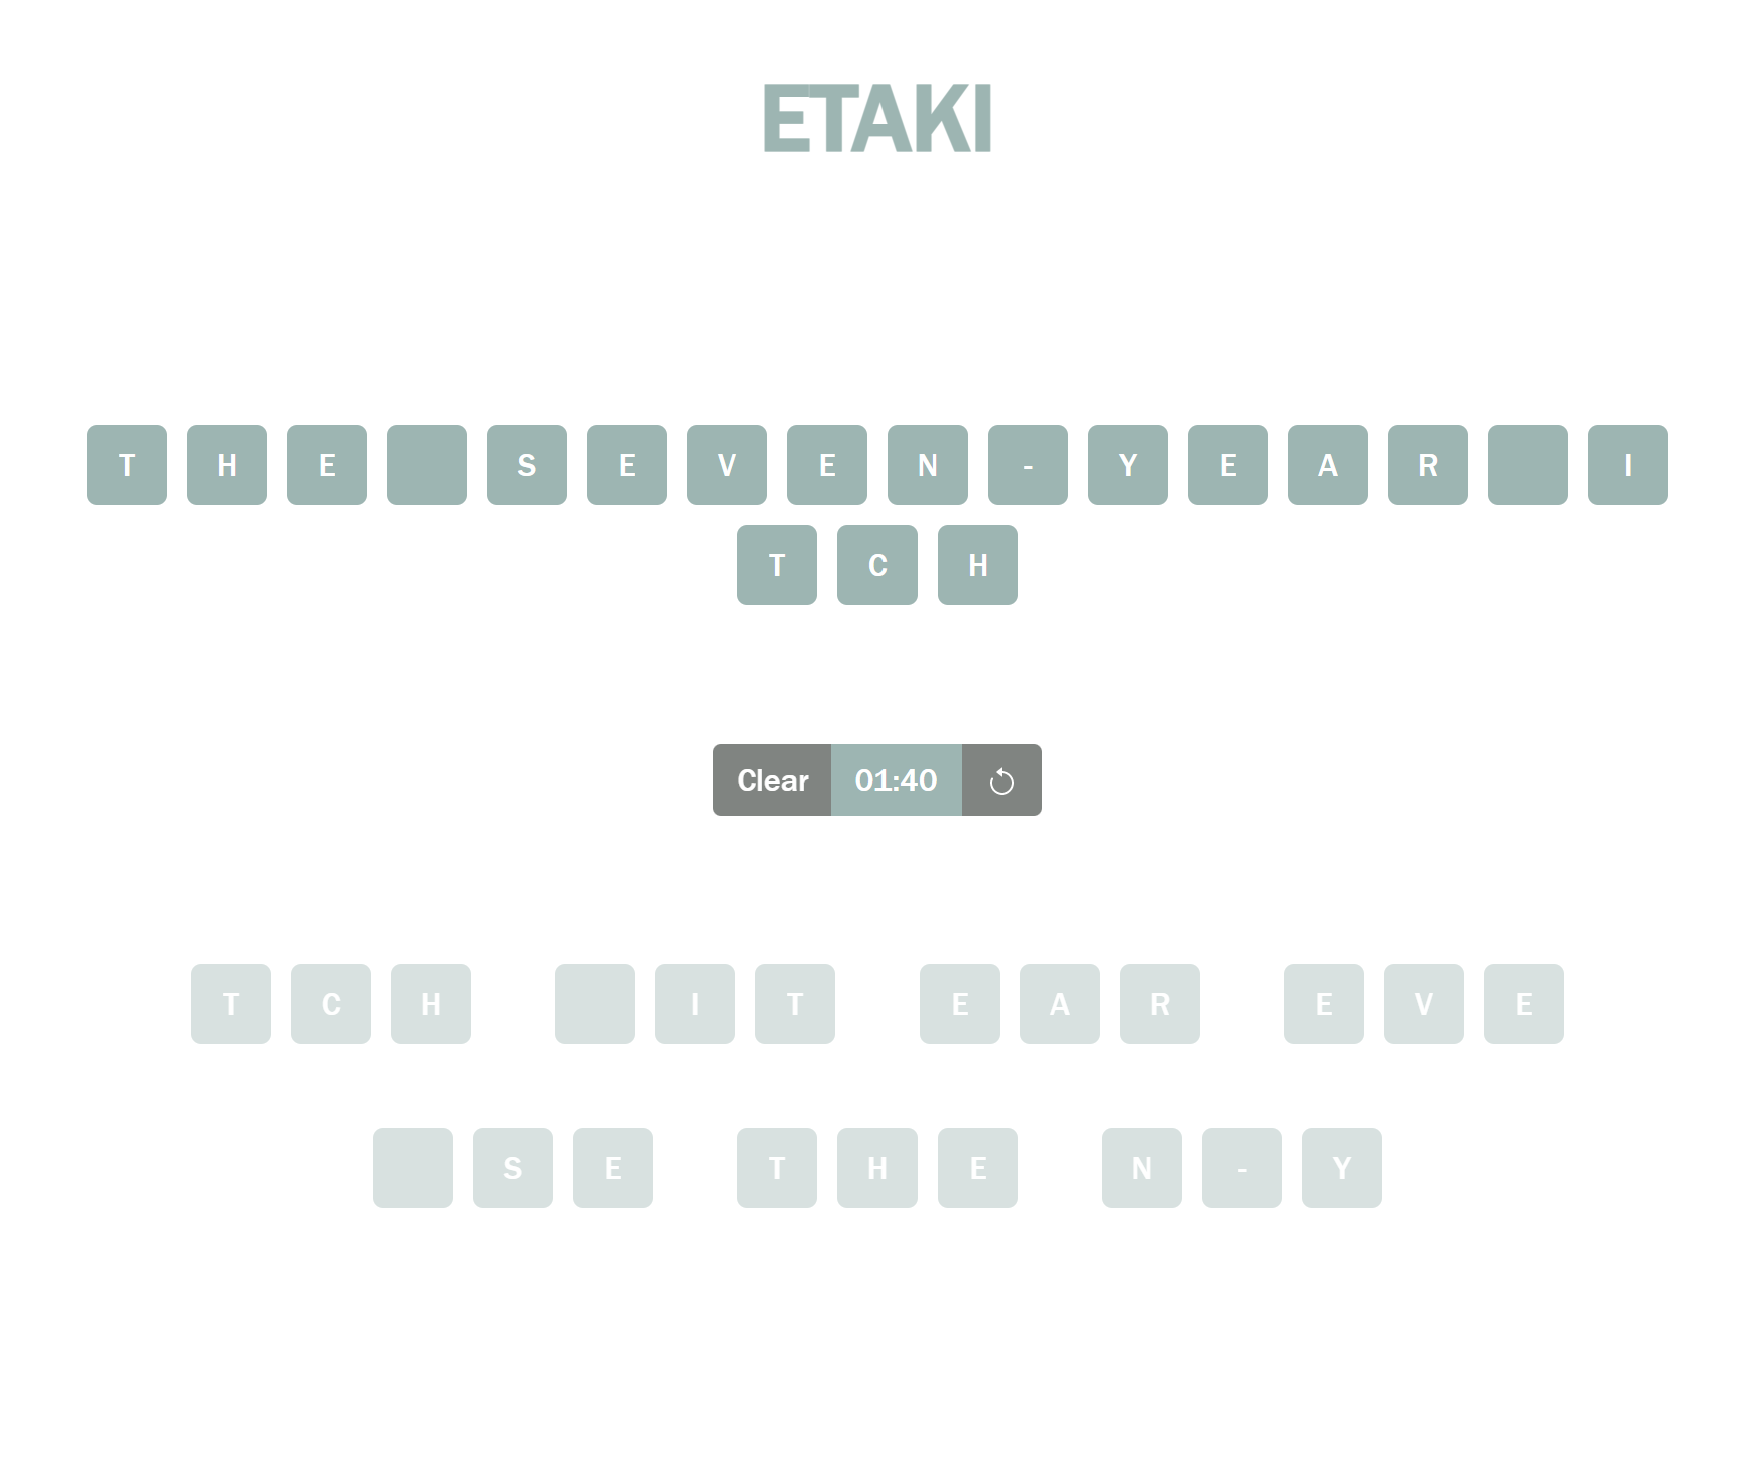 ETAKI
T H E S E V E N - Y E A R I
T C H
Clear 01:40
T C H I T E A R E V E
S E T H E N - Y